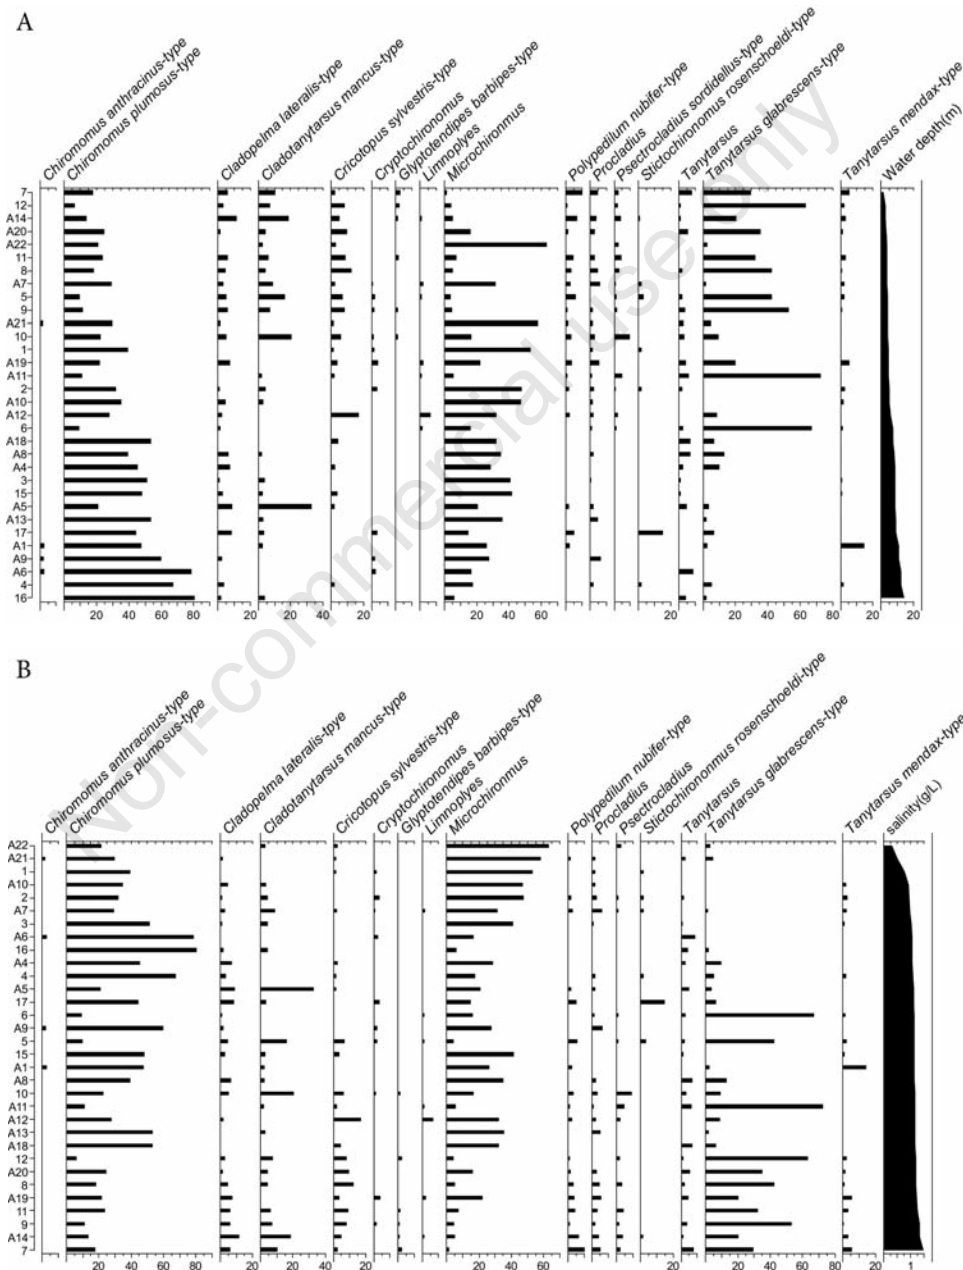 A
Chiromomus anthracinus-type
Chiromomus plumosus-type
Cladopelma lateralis-type
Cladotanytarsus mancus-type
Cricotopus sylvestris-type
Cryptochironomus
Glyptotendipes barbipes-type
Limnoplyes
Microchironmus
Polypedilum nubifer-type
Procladius
Psectrocladius sordidellus-type
Stictochironomus rosenschoeldi-type
Tanytarsus
Tanytarsus glabrescens-type
Tanytarsus mendax-type
Water depth(m)
7
12
A14
A20
A22
11
8
A7
5
9
A21
10
1
A19
A11
2
A10
A12
6
A18
A8
A4
3
15
A5
A13
17
A1
A9
A6
4
16
20 40 60 80 20 20 40 20 20 40 60 20 20 40 60 80 20 20
B
Chiromomus anthracinus-type
Chiromomus plumosus-type
Cladopelma lateralis-tpye
Cladotanytarsus mancus-type
Cricotopus sylvestris-type
Cryptochironomus
Glyptotendipes barbipes-type
Limnoplyes
Microchironmus
Polypedilum nubifer-type
Procladius
Psectrocladius
Stictochironomus rosenschoeldi-type
Tanytarsus
Tanytarsus glabrescens-type
Tanytarsus mendax-type
salinity(g/L)
A22
A21
1
A10
2
A7
3
A6
16
A4
4
A5
17
6
A9
5
15
A1
A8
10
A11
A12
A13
A18
12
A20
8
A19
11
9
A14
7
20 40 60 80 20 20 40 20 20 40 60 20 20 40 60 80 20 1
Non-commercial use only